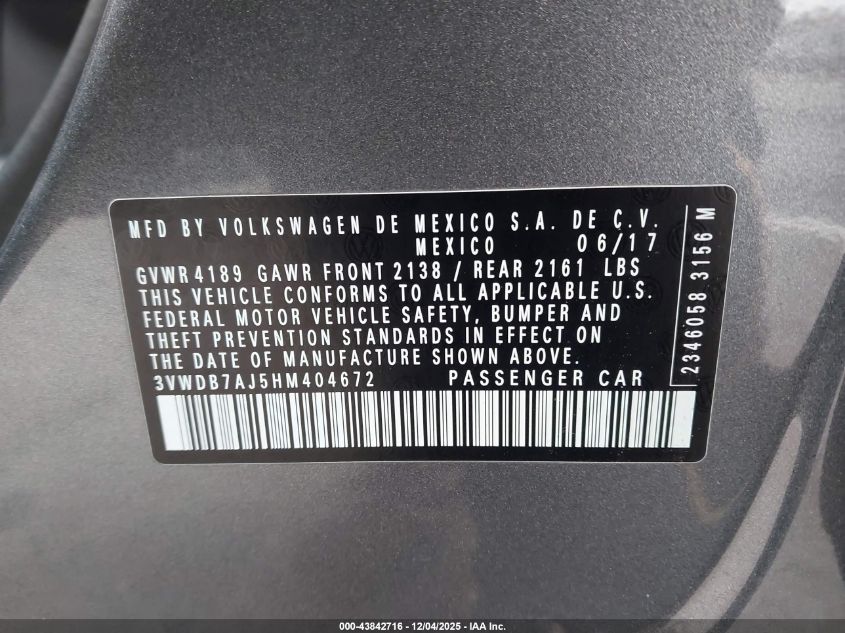 MFD BY VOLKSWAGEN DE MEXICO S.A. DE C.V.
MEXICO 06/17
GVWR 4189 GAWR FRONT 2138 / REAR 2161 LBS
THIS VEHICLE CONFORMS TO ALL APPLICABLE U.S.
FEDERAL MOTOR VEHICLE SAFETY, BUMPER AND
THEFT PREVENTION STANDARDS IN EFFECT ON
THE DATE OF MANUFACTURE SHOWN ABOVE.
3VWDB7AJ5HM404672 PASSENGER CAR
2346058 3156 M
000-43842716 - 12/04/2025 - IAA Inc.